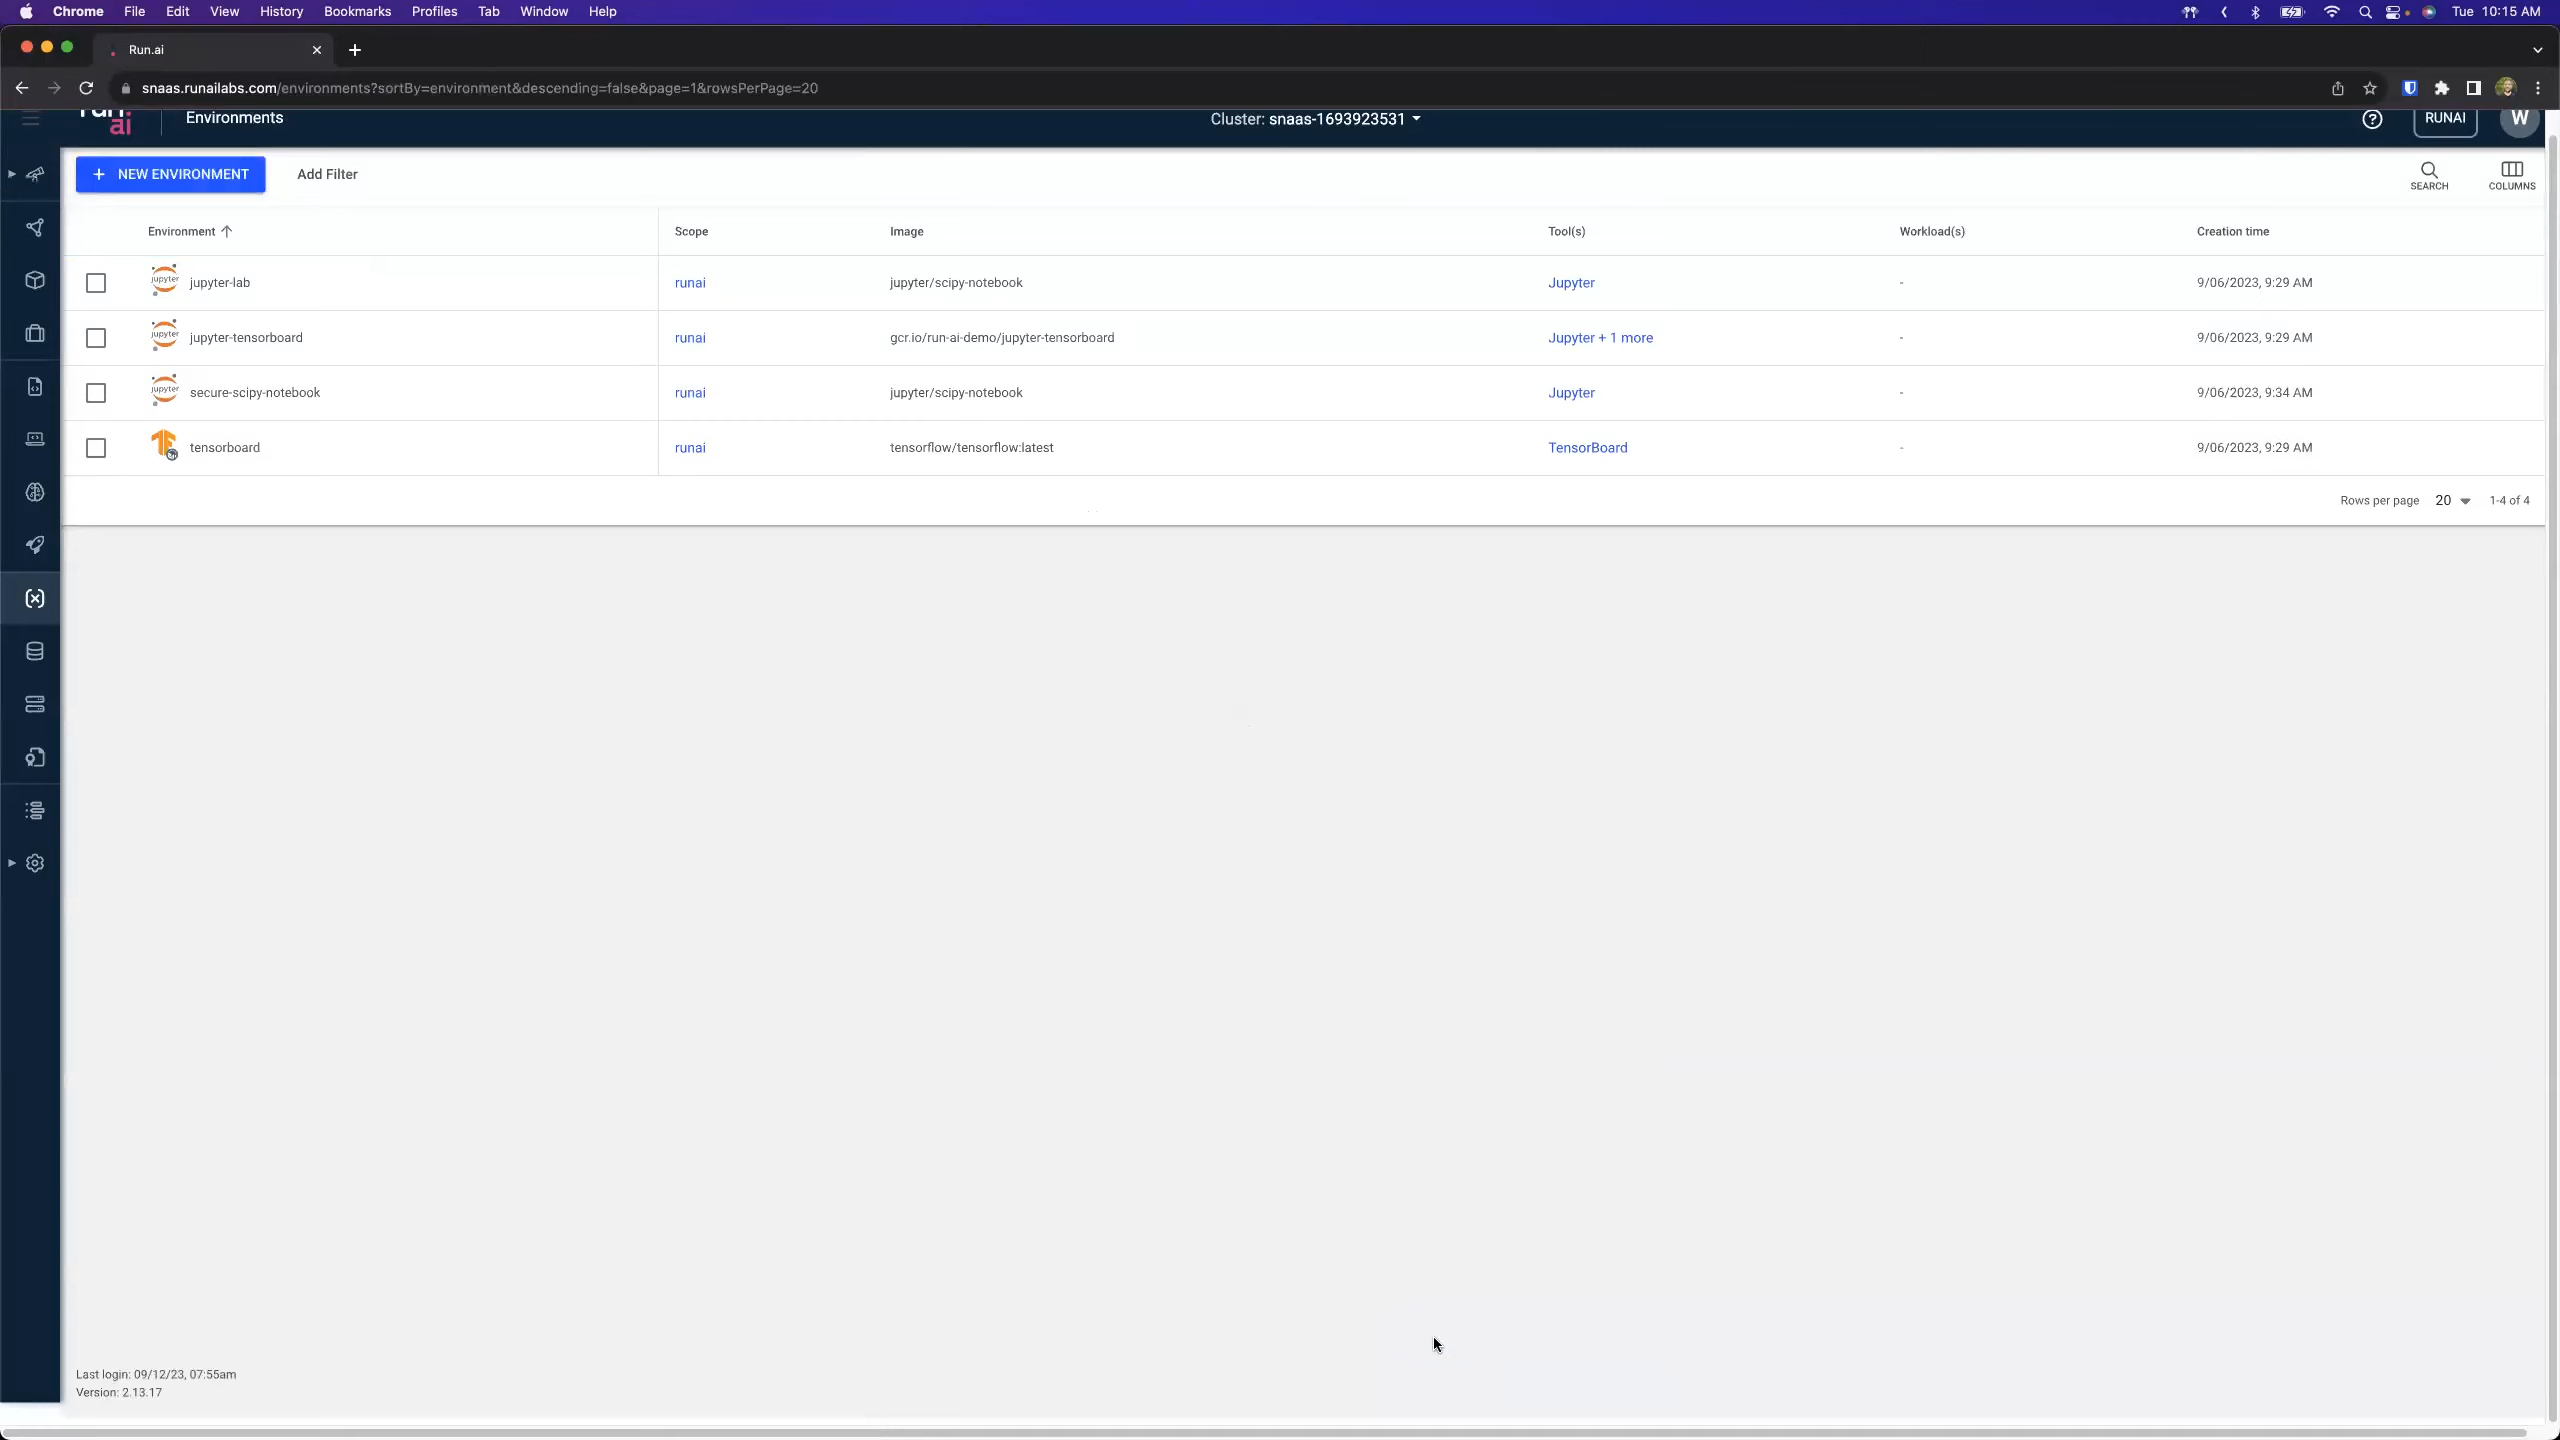 Chrome File Edit View History Bookmarks Profiles Tab Window Help Tue 10:15 AM
Run.ai
snaas.runailabs.com/environments?sortBy=environment&descending=false&page=1&rowsPerPage=20
run: ai Environments Cluster: snaas-1693923531 RUNAI W
NEW ENVIRONMENT Add Filter SEARCH COLUMNS
Environment Scope Image Tool(s) Workload(s) Creation time
jupyter jupyter-lab runai jupyter/scipy-notebook Jupyter - 9/06/2023, 9:29 AM
jupyter jupyter-tensorboard runai gcr.io/run-ai-demo/jupyter-tensorboard Jupyter + 1 more - 9/06/2023, 9:29 AM
jupyter secure-scipy-notebook runai jupyter/scipy-notebook Jupyter - 9/06/2023, 9:34 AM
tensorboard runai tensorflow/tensorflow:latest TensorBoard - 9/06/2023, 9:29 AM
Rows per page 20 1-4 of 4
Last login: 09/12/23, 07:55am
Version: 2.13.17